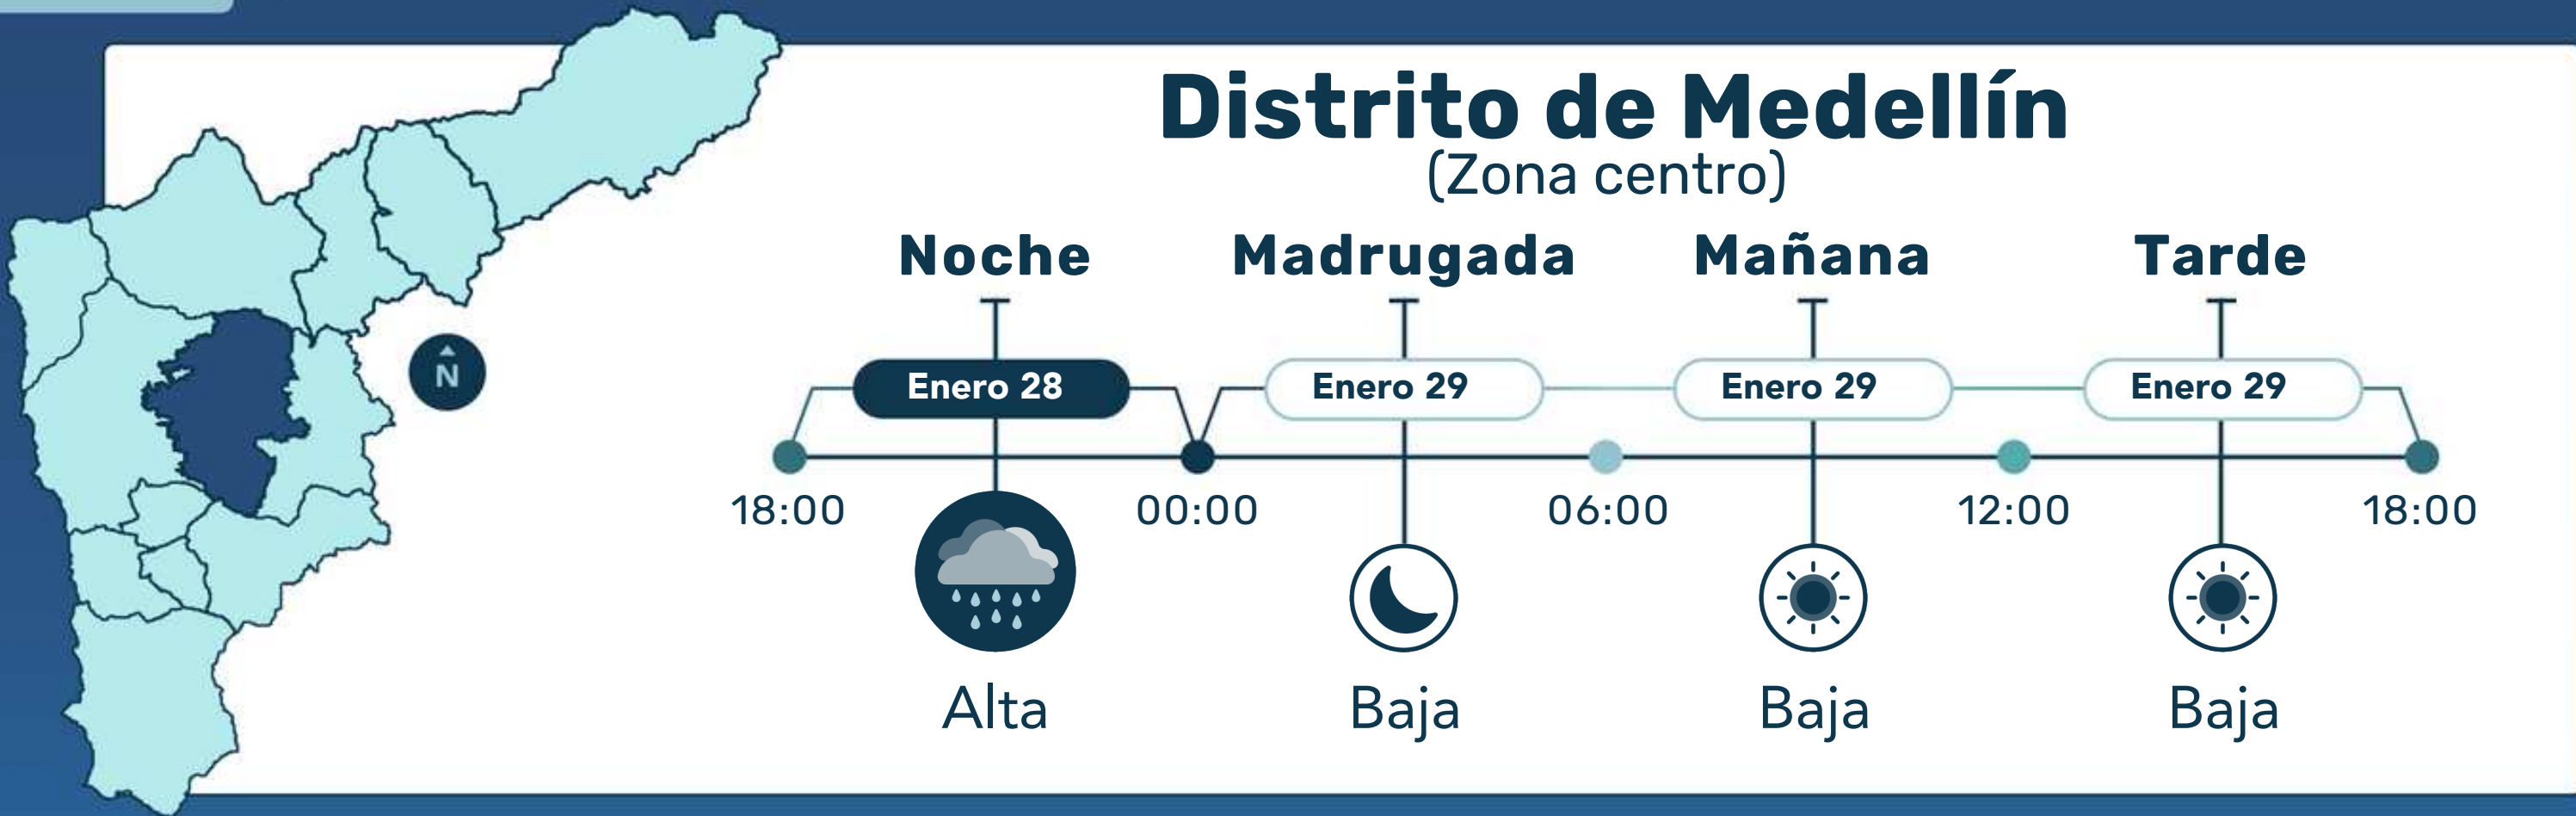 Distrito de Medellín
(Zona centro)
Noche Madrugada Mañana Tarde
N
Enero 28 Enero 29 Enero 29 Enero 29
18:00 00:00 06:00 12:00 18:00
Alta Baja Baja Baja